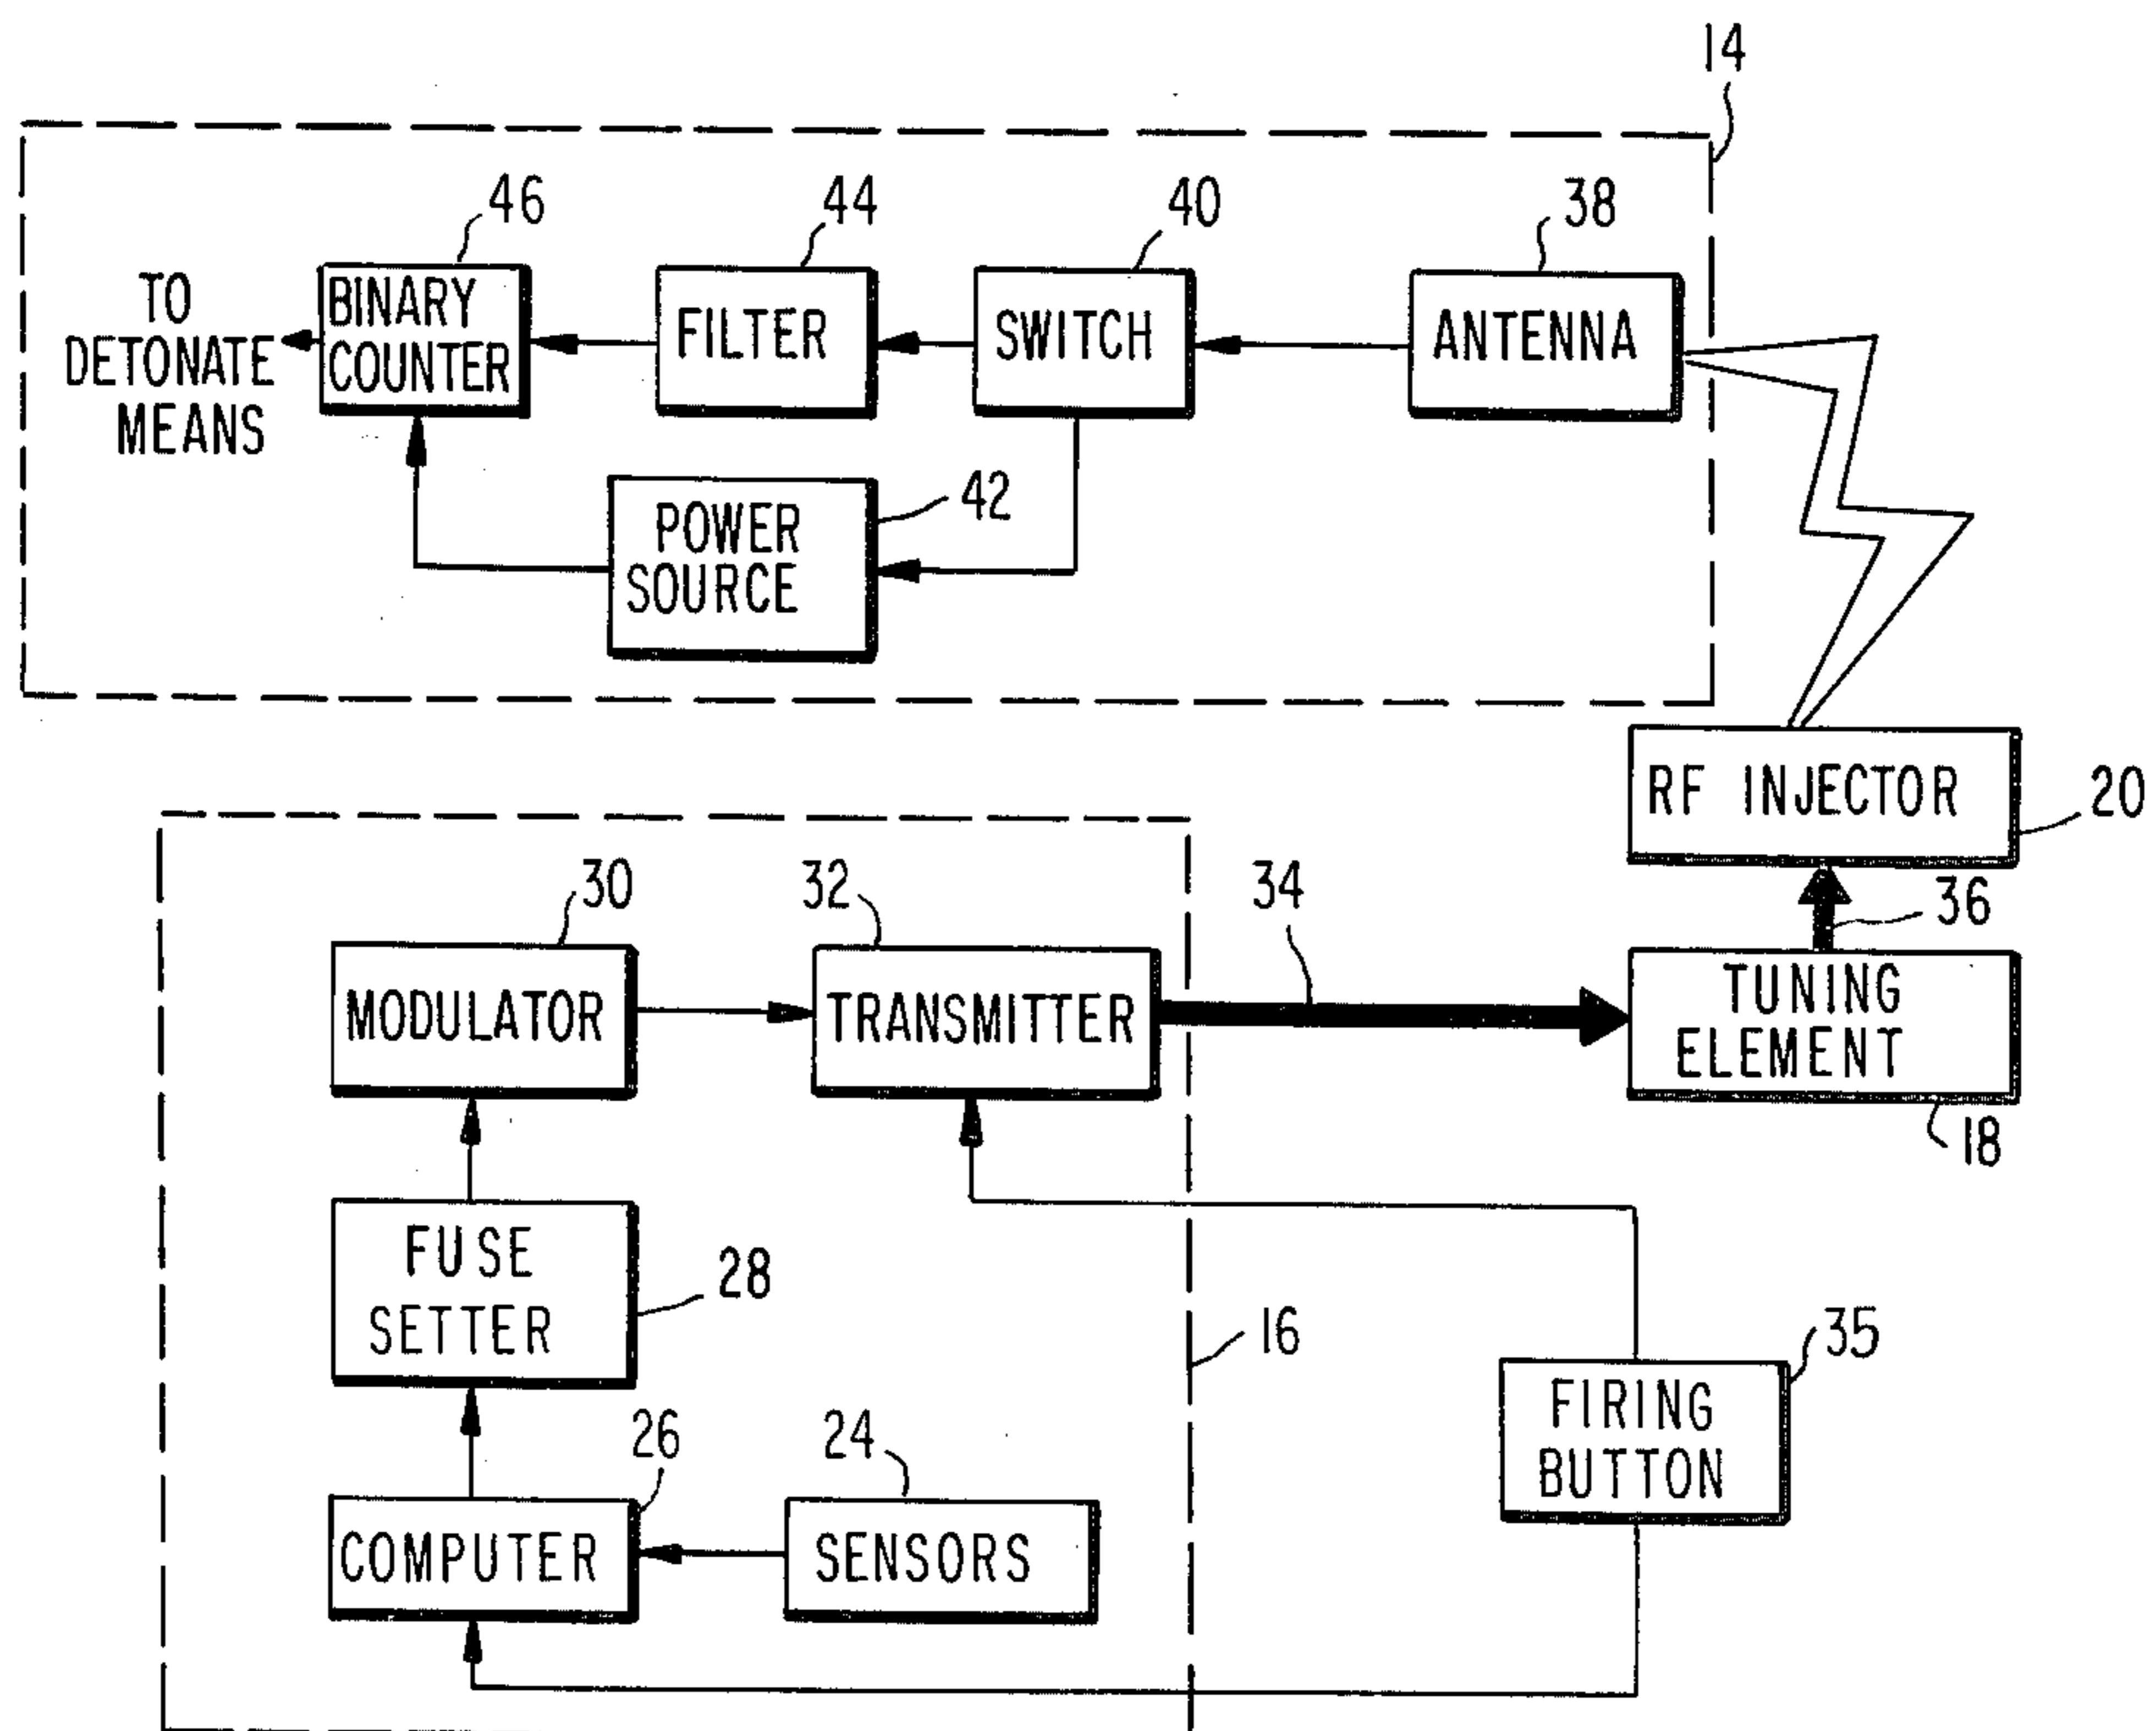 14
46
44
40
38
TO
DETONATE
MEANS
BINARY
COUNTER
FILTER
SWITCH
ANTENNA
POWER
SOURCE
42
RF INJECTOR
20
30
32
34
36
MODULATOR
TRANSMITTER
TUNING
ELEMENT
18
FUSE
SETTER
28
16
35
FIRING
BUTTON
26
24
COMPUTER
SENSORS